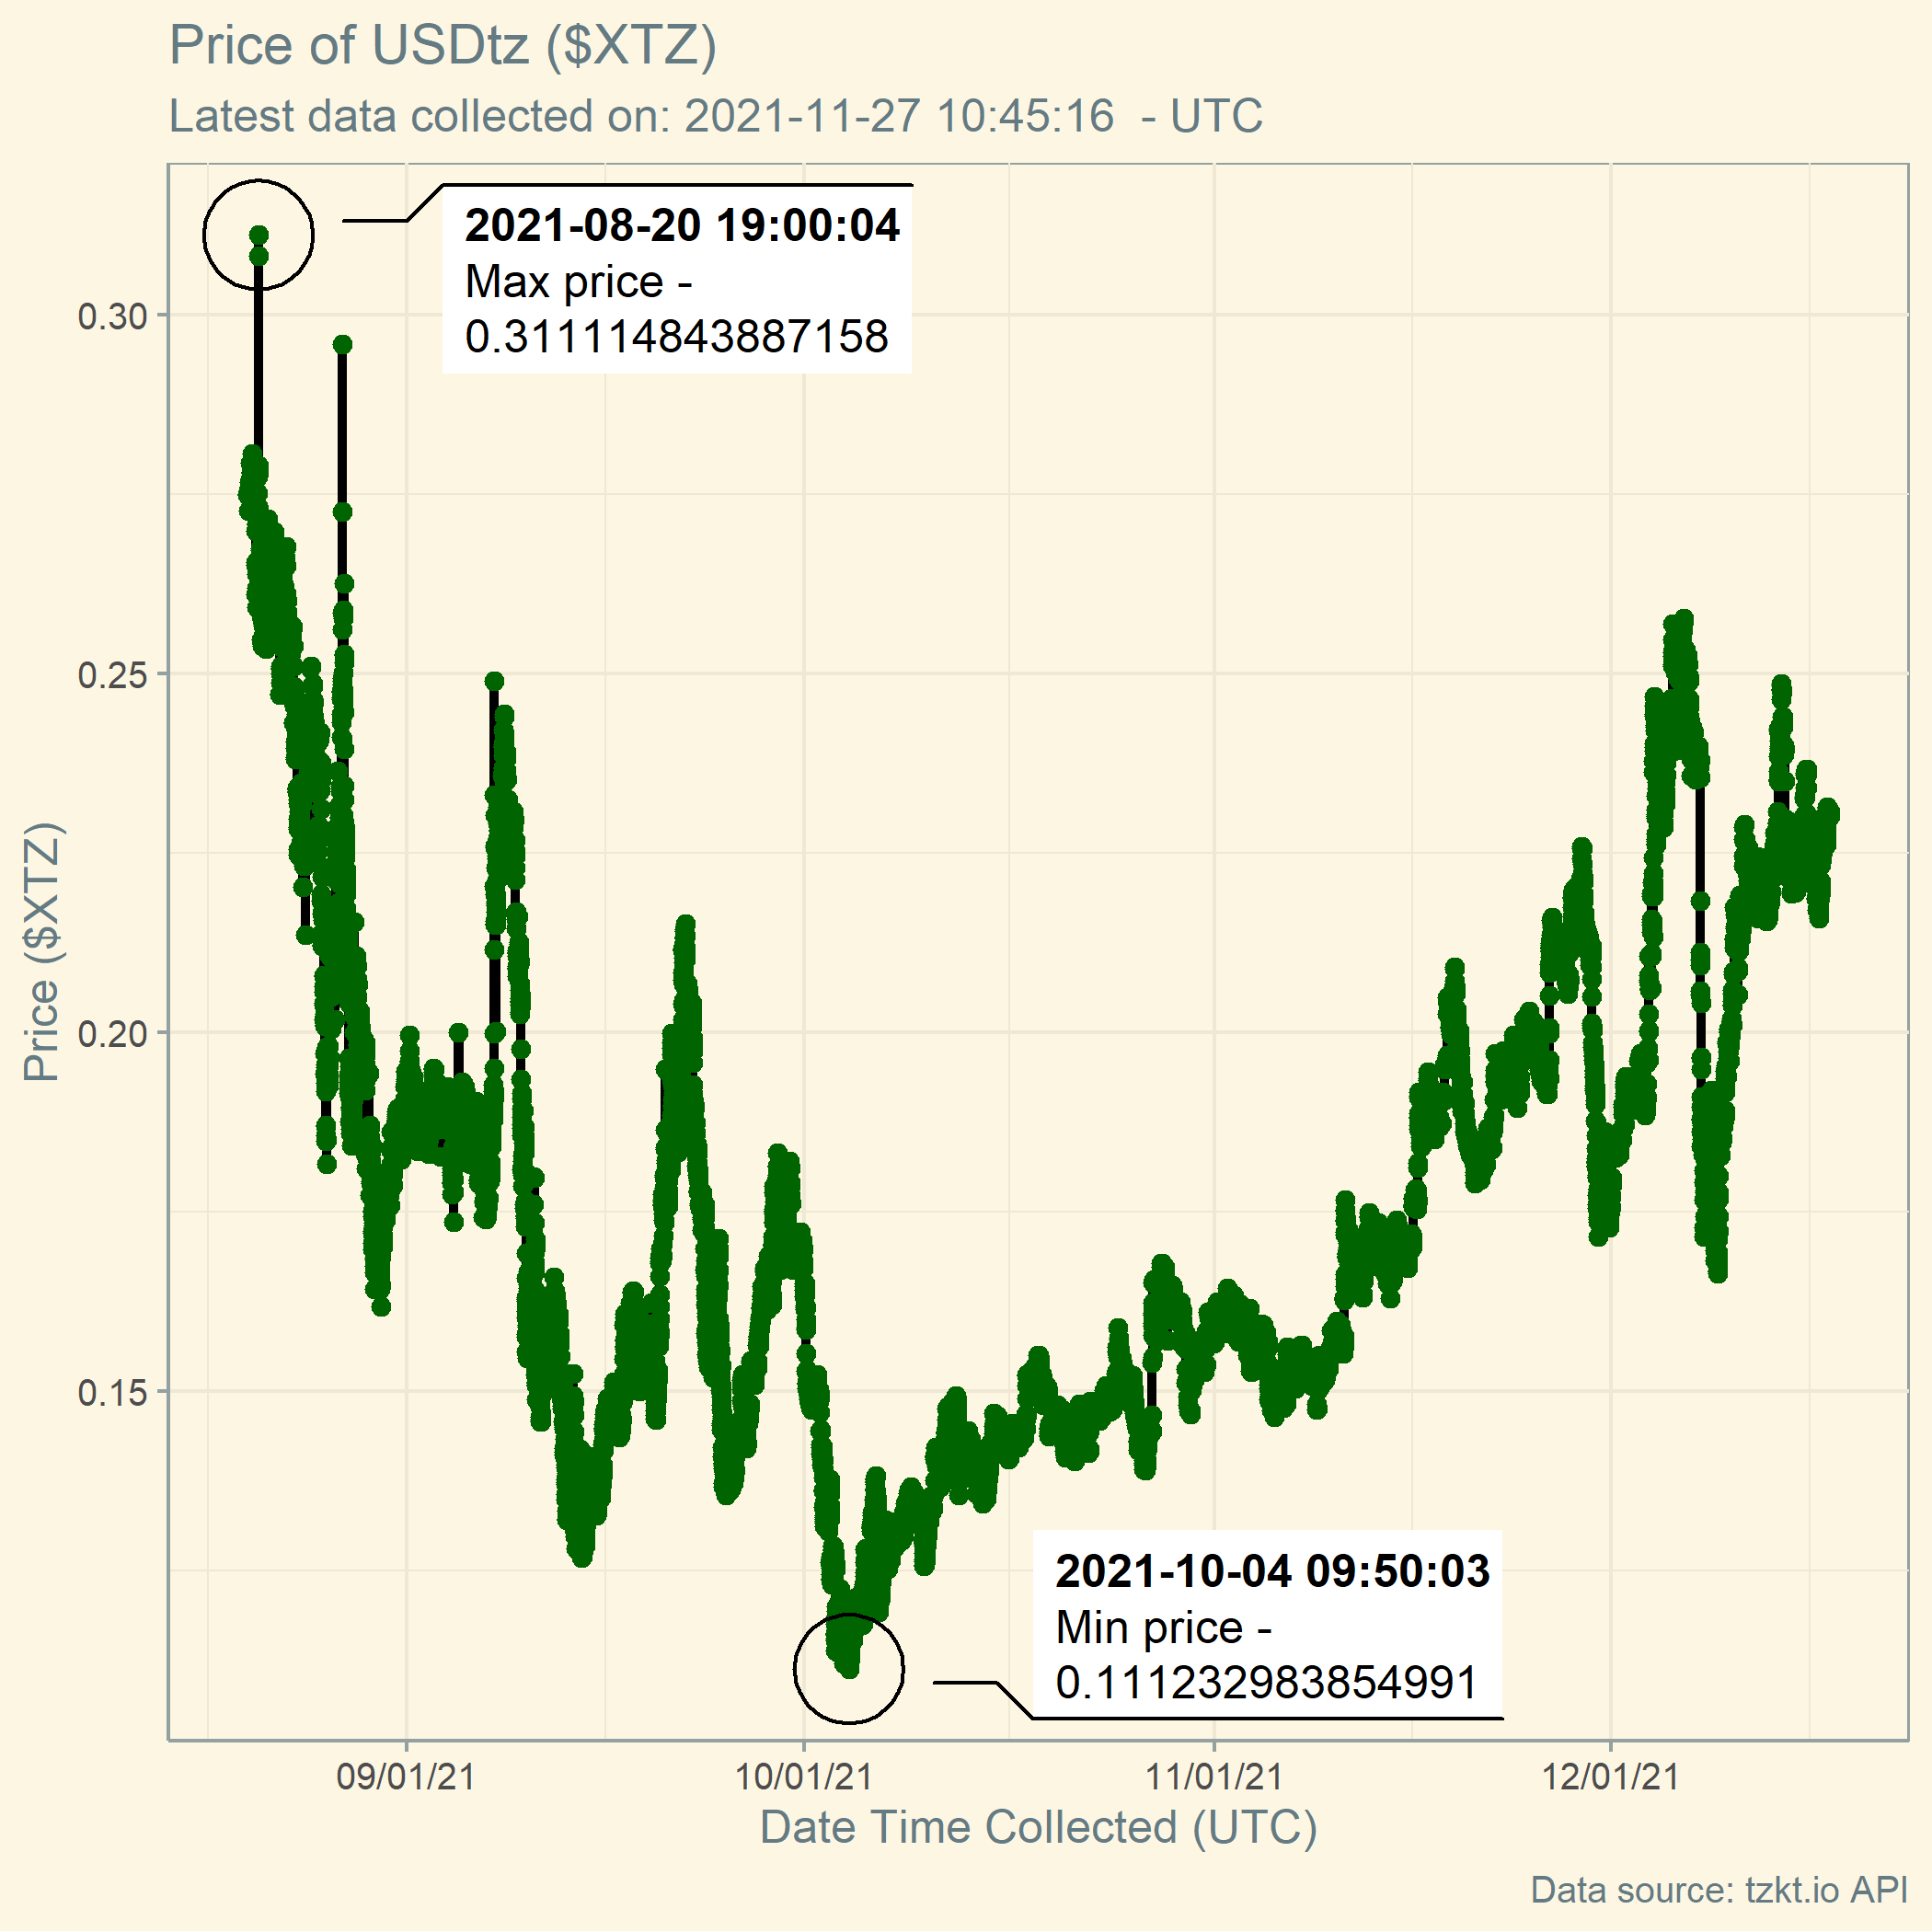 Price of USDtz ($XTZ)
Latest data collected on: 2021-11-27 10:45:16  - UTC
2021-08-20 19:00:04
Max price -
0.311114843887158
0.30
0.25
0.20
0.15
Price ($XTZ)
2021-10-04 09:50:03
Min price -
0.111232983854991
09/01/21
10/01/21
11/01/21
12/01/21
Date Time Collected (UTC)
Data source: tzkt.io API